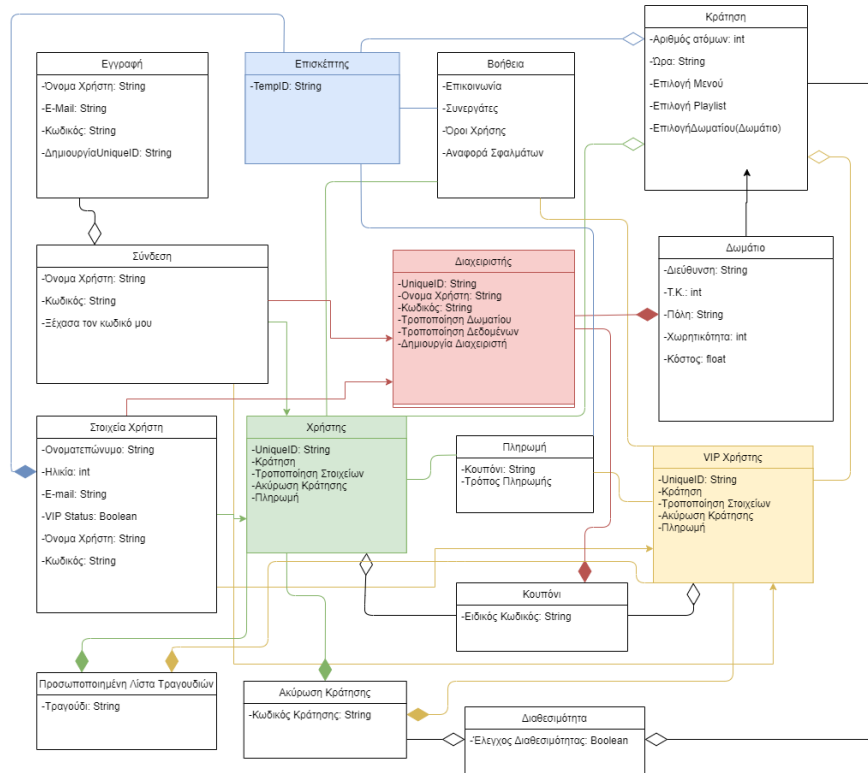 Εγγραφή
-Όνομα Χρήστη: String
-E-Mail: String
-Κωδικός: String
-ΔημιουργίαUniqueID: String
Επισκέπτης
-TempID: String
Βοήθεια
-Επικοινωνία
-Συνεργάτες
-Όροι Χρήσης
-Αναφορά Σφαλμάτων
Κράτηση
-Αριθμός ατόμων: int
-Ώρα: String
-Επιλογή Μενού
-Επιλογή Playlist
-ΕπιλογήΔωματίου(Δωμάτιο)
Σύνδεση
-Όνομα Χρήστη: String
-Κωδικός: String
-Ξέχασα τον κωδικό μου
Διαχειριστής
-UniqueID: String
-Ονομα Χρήστη: String
-Κωδικός: String
-Τροποποίηση Δωματίου
-Τροποποίηση Δεδομένων
-Δημιουργία Διαχειριστή
Δωμάτιο
-Διεύθυνση: String
-Τ.Κ.: int
-Πόλη: String
-Χωρητικότητα: int
-Κόστος: float
Στοιχεία Χρήστη
-Ονοματεπώνυμο: String
-Ηλικία: int
-E-mail: String
-VIP Status: Boolean
-Όνομα Χρήστη: String
-Κωδικός: String
Χρήστης
-UniqueID: String
-Κράτηση
-Τροποποίηση Στοιχείων
-Ακύρωση Κράτησης
-Πληρωμή
Πληρωμή
-Κουπόνι: String
-Τρόπος Πληρωμής
VIP Χρήστης
-UniqueID: String
-Κράτηση
-Τροποποίηση Στοιχείων
-Ακύρωση Κράτησης
-Πληρωμή
Κουπόνι
-Ειδικός Κωδικός: String
Προσωποποιημένη Λίστα Τραγουδιών
-Τραγούδι: String
Ακύρωση Κράτησης
-Κωδικός Κράτησης: String
Διαθεσιμότητα
-Έλεγχος Διαθεσιμότητας: Boolean